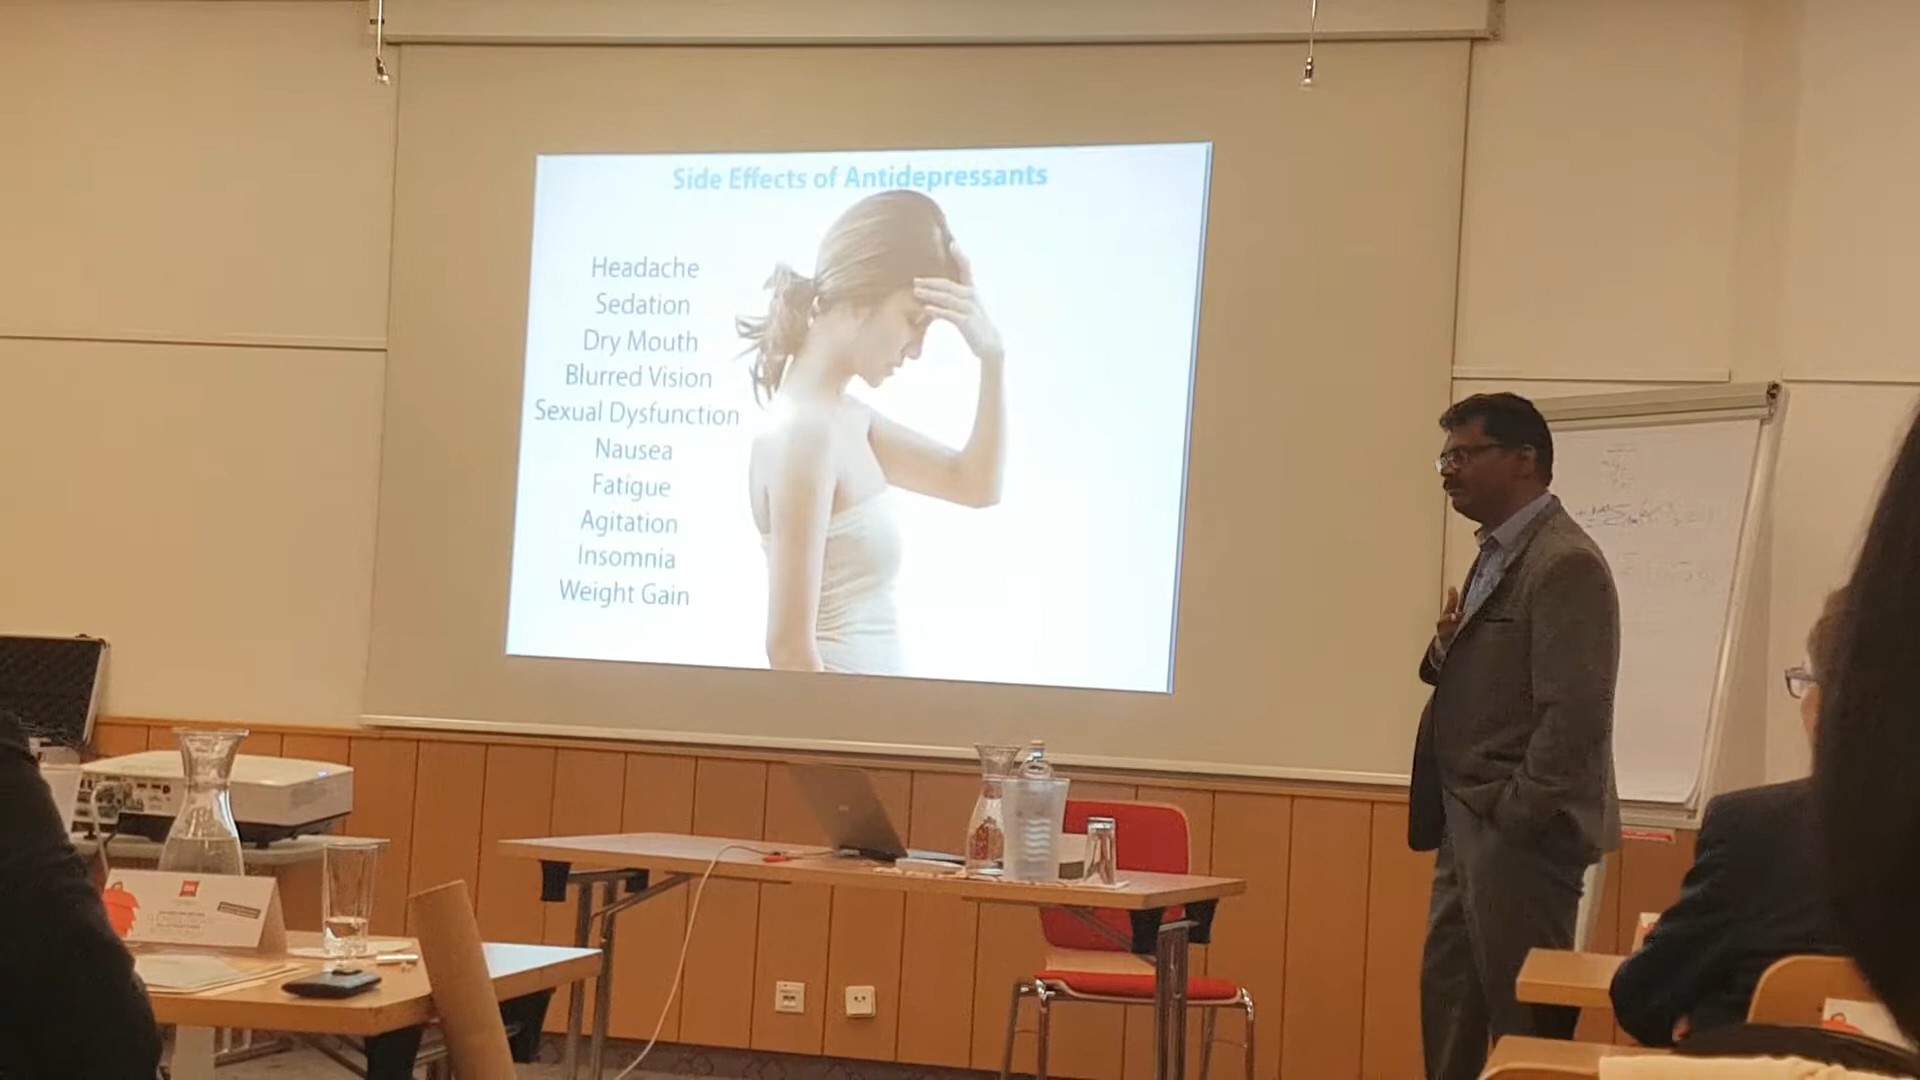 Side Effects of Antidepressants
Headache
Sedation
Dry Mouth
Blurred Vision
Sexual Dysfunction
Nausea
Fatigue
Agitation
Insomnia
Weight Gain